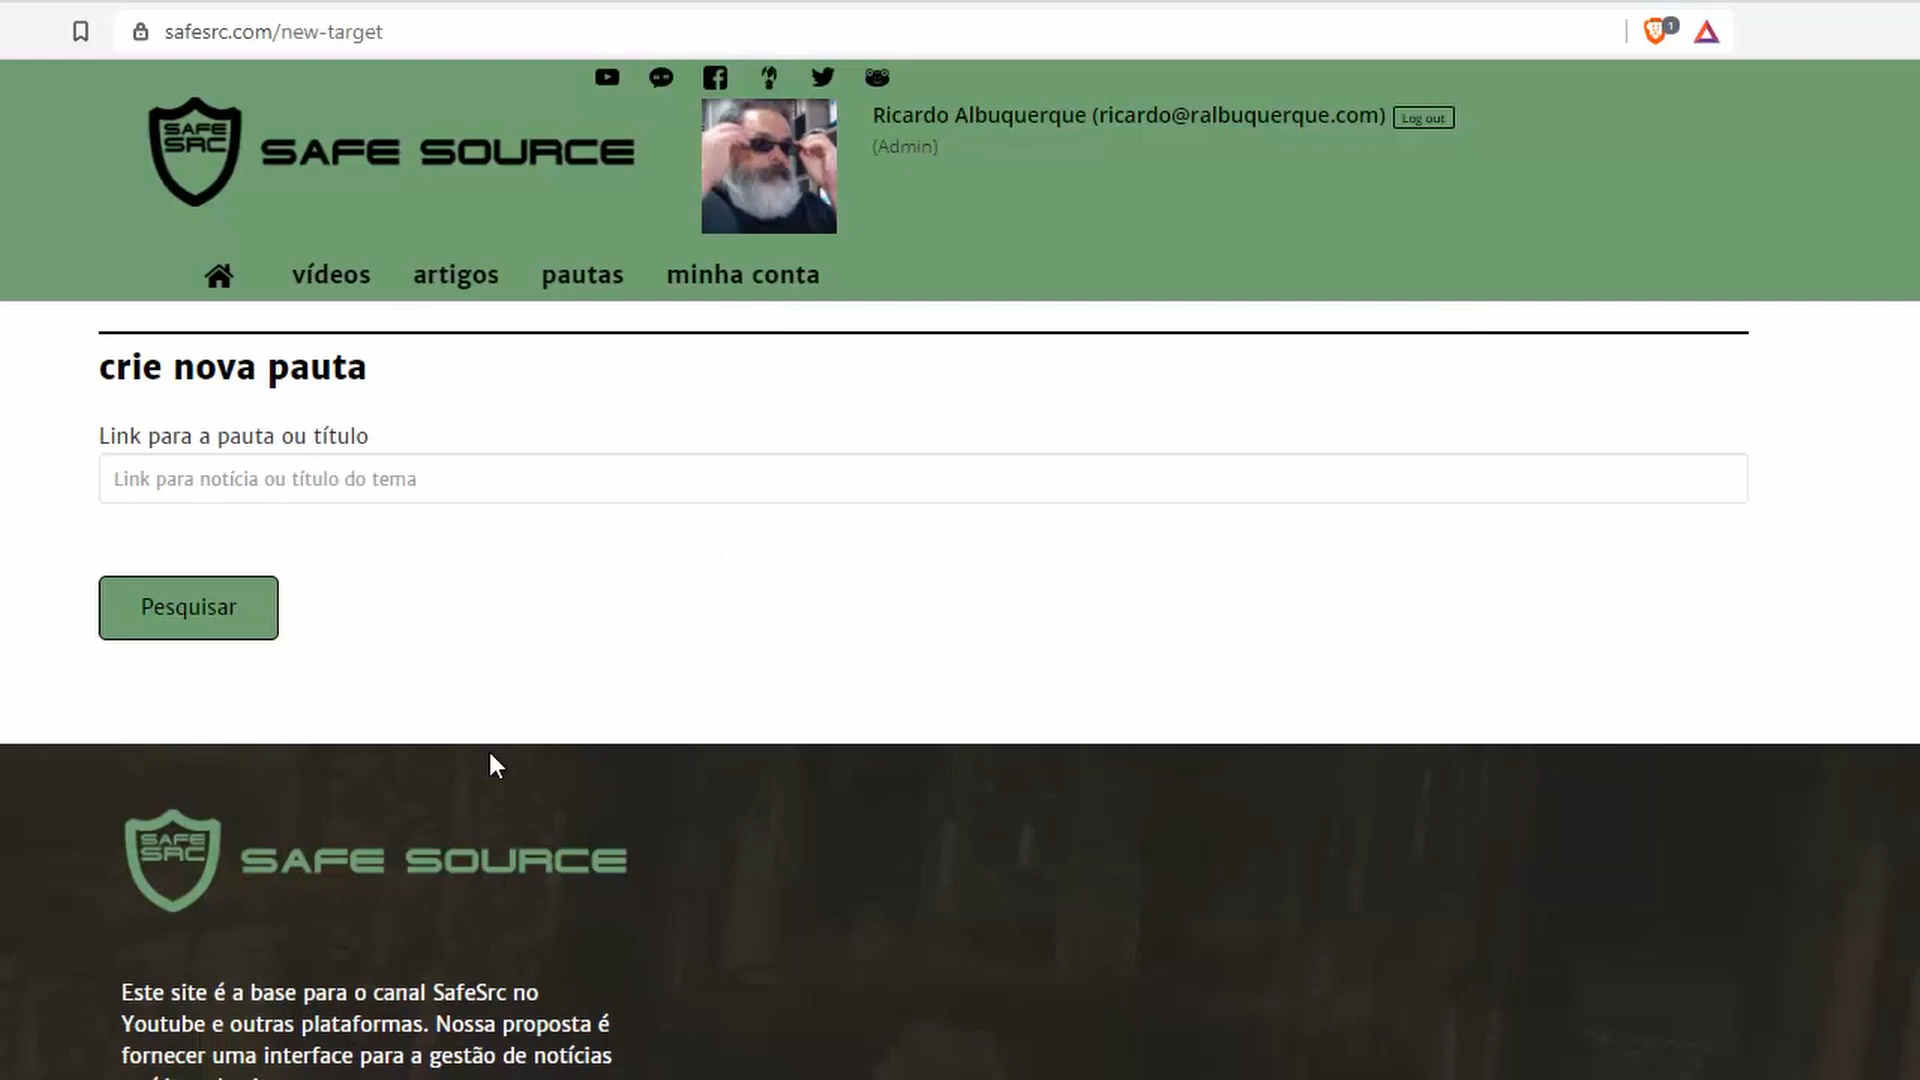 safesrc.com/new-target
1
SAFE
SRC
SAFE SOURCE
Ricardo Albuquerque (ricardo@ralbuquerque.com) Log out
(Admin)
vídeos artigos pautas minha conta
crie nova pauta
Link para a pauta ou título
Link para notícia ou título do tema
Pesquisar
SAFE
SRC
SAFE SOURCE
Este site é a base para o canal SafeSrc no
Youtube e outras plataformas. Nossa proposta é
fornecer uma interface para a gestão de notícias